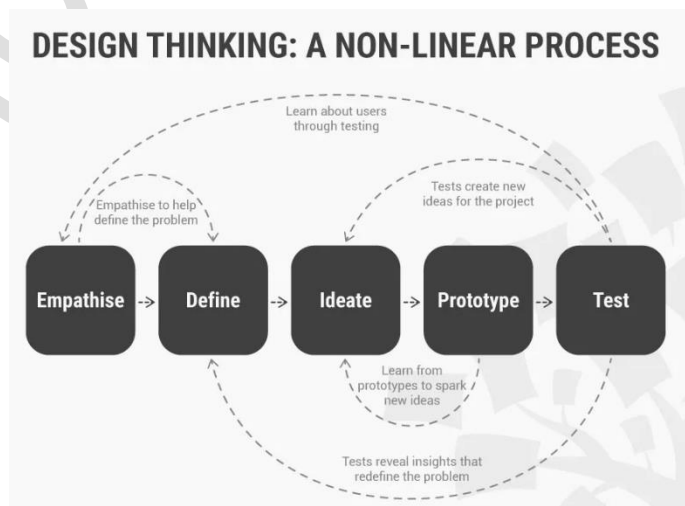 DESIGN THINKING: A NON-LINEAR PROCESS
Learn about users
through testing
Tests create new
ideas for the project
Empathise to help
define the problem
Empathise
Define
Ideate
Prototype
Test
Learn from
prototypes to spark
new ideas
Tests reveal insights that
redefine the problem